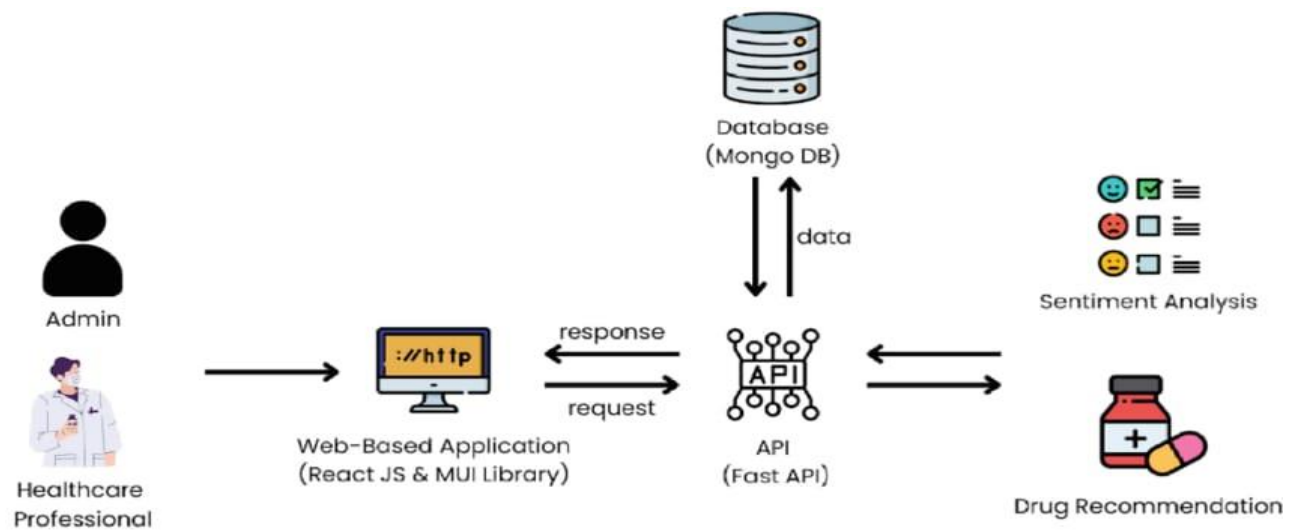 Database
(Mongo DB)
data
Sentiment Analysis
Admin
response
://http
API
request
Web-Based Application
(React JS & MUI Library)
API
(Fast API)
Drug Recommendation
Healthcare
Professional